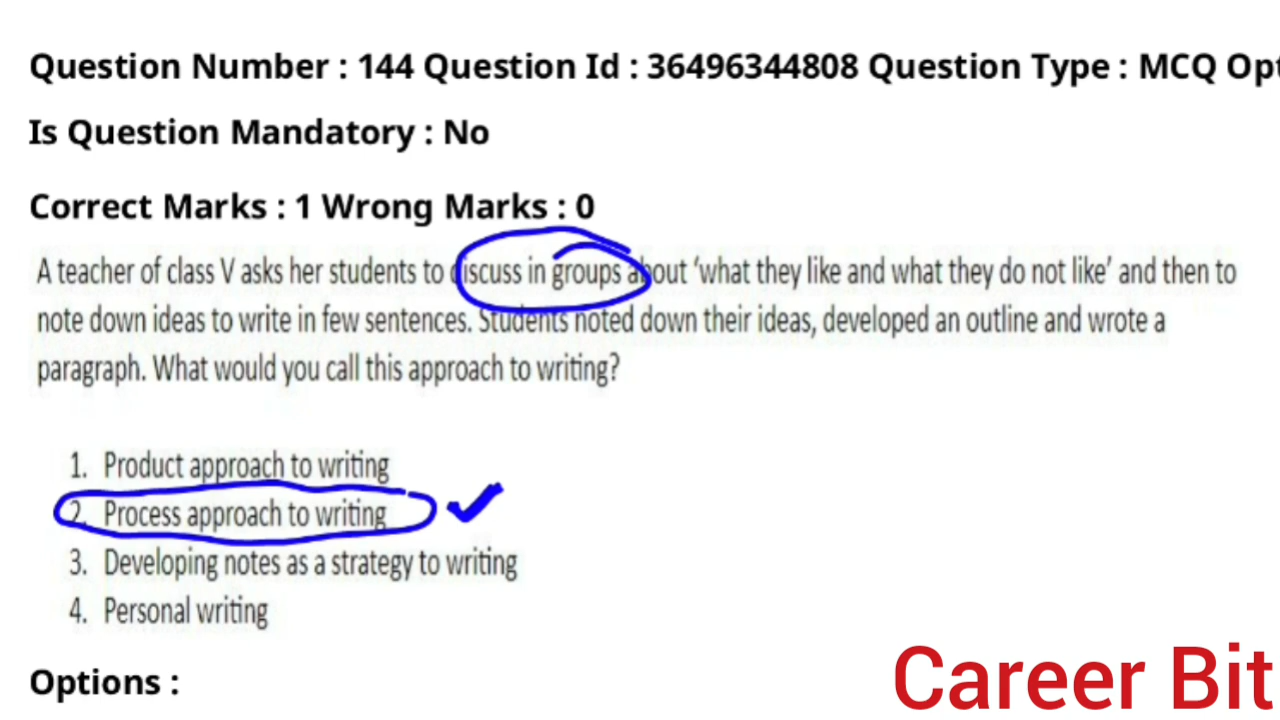 Question Number : 144 Question Id : 36496344808 Question Type : MCQ Opt
Is Question Mandatory : No
Correct Marks : 1 Wrong Marks : 0
A teacher of class V asks her students to discuss in groups about ‘what they like and what they do not like’ and then to
note down ideas to write in few sentences. Students noted down their ideas, developed an outline and wrote a
paragraph. What would you call this approach to writing?
1. Product approach to writing
2. Process approach to writing
3. Developing notes as a strategy to writing
4. Personal writing
Options :
Career Bit